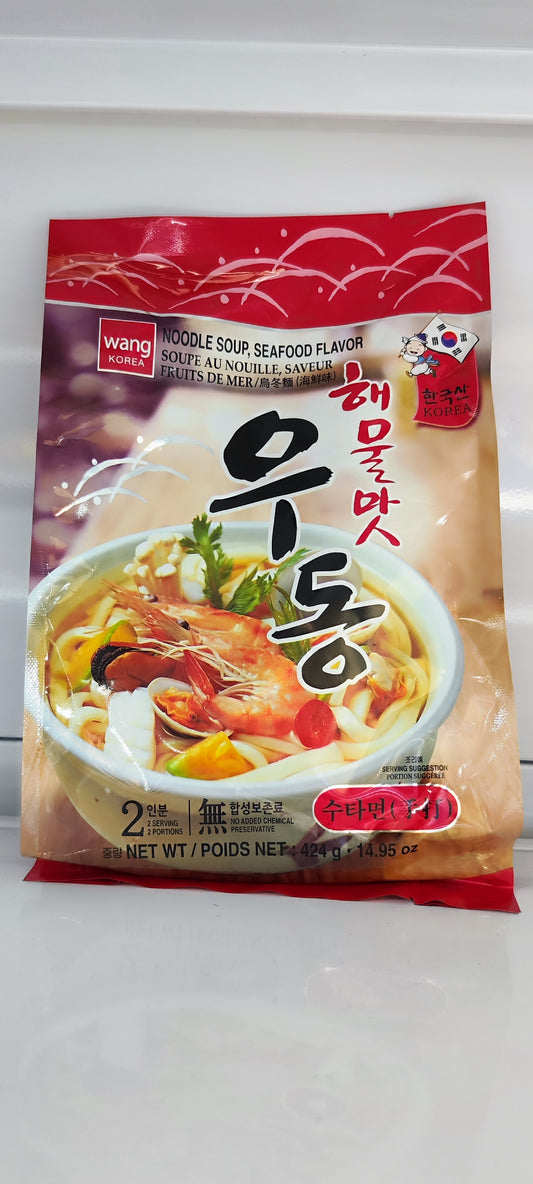 wang
KOREA
NOODLE SOUP, SEAFOOD FLAVOR
SOUPE AU NOUILLE, SAVEUR
FRUITS DE MER/烏冬麵 (海鮮味)
한국산
KOREA
해물맛
우동
조리예
SERVING SUGGESTION
PORTION SUGGÉRÉE
2 인분
2 SERVING
2 PORTIONS
無 합성보존료
NO ADDED CHEMICAL
PRESERVATIVE
수타면(手打)
중량 NET WT / POIDS NET : 424 g • 14.95 oz